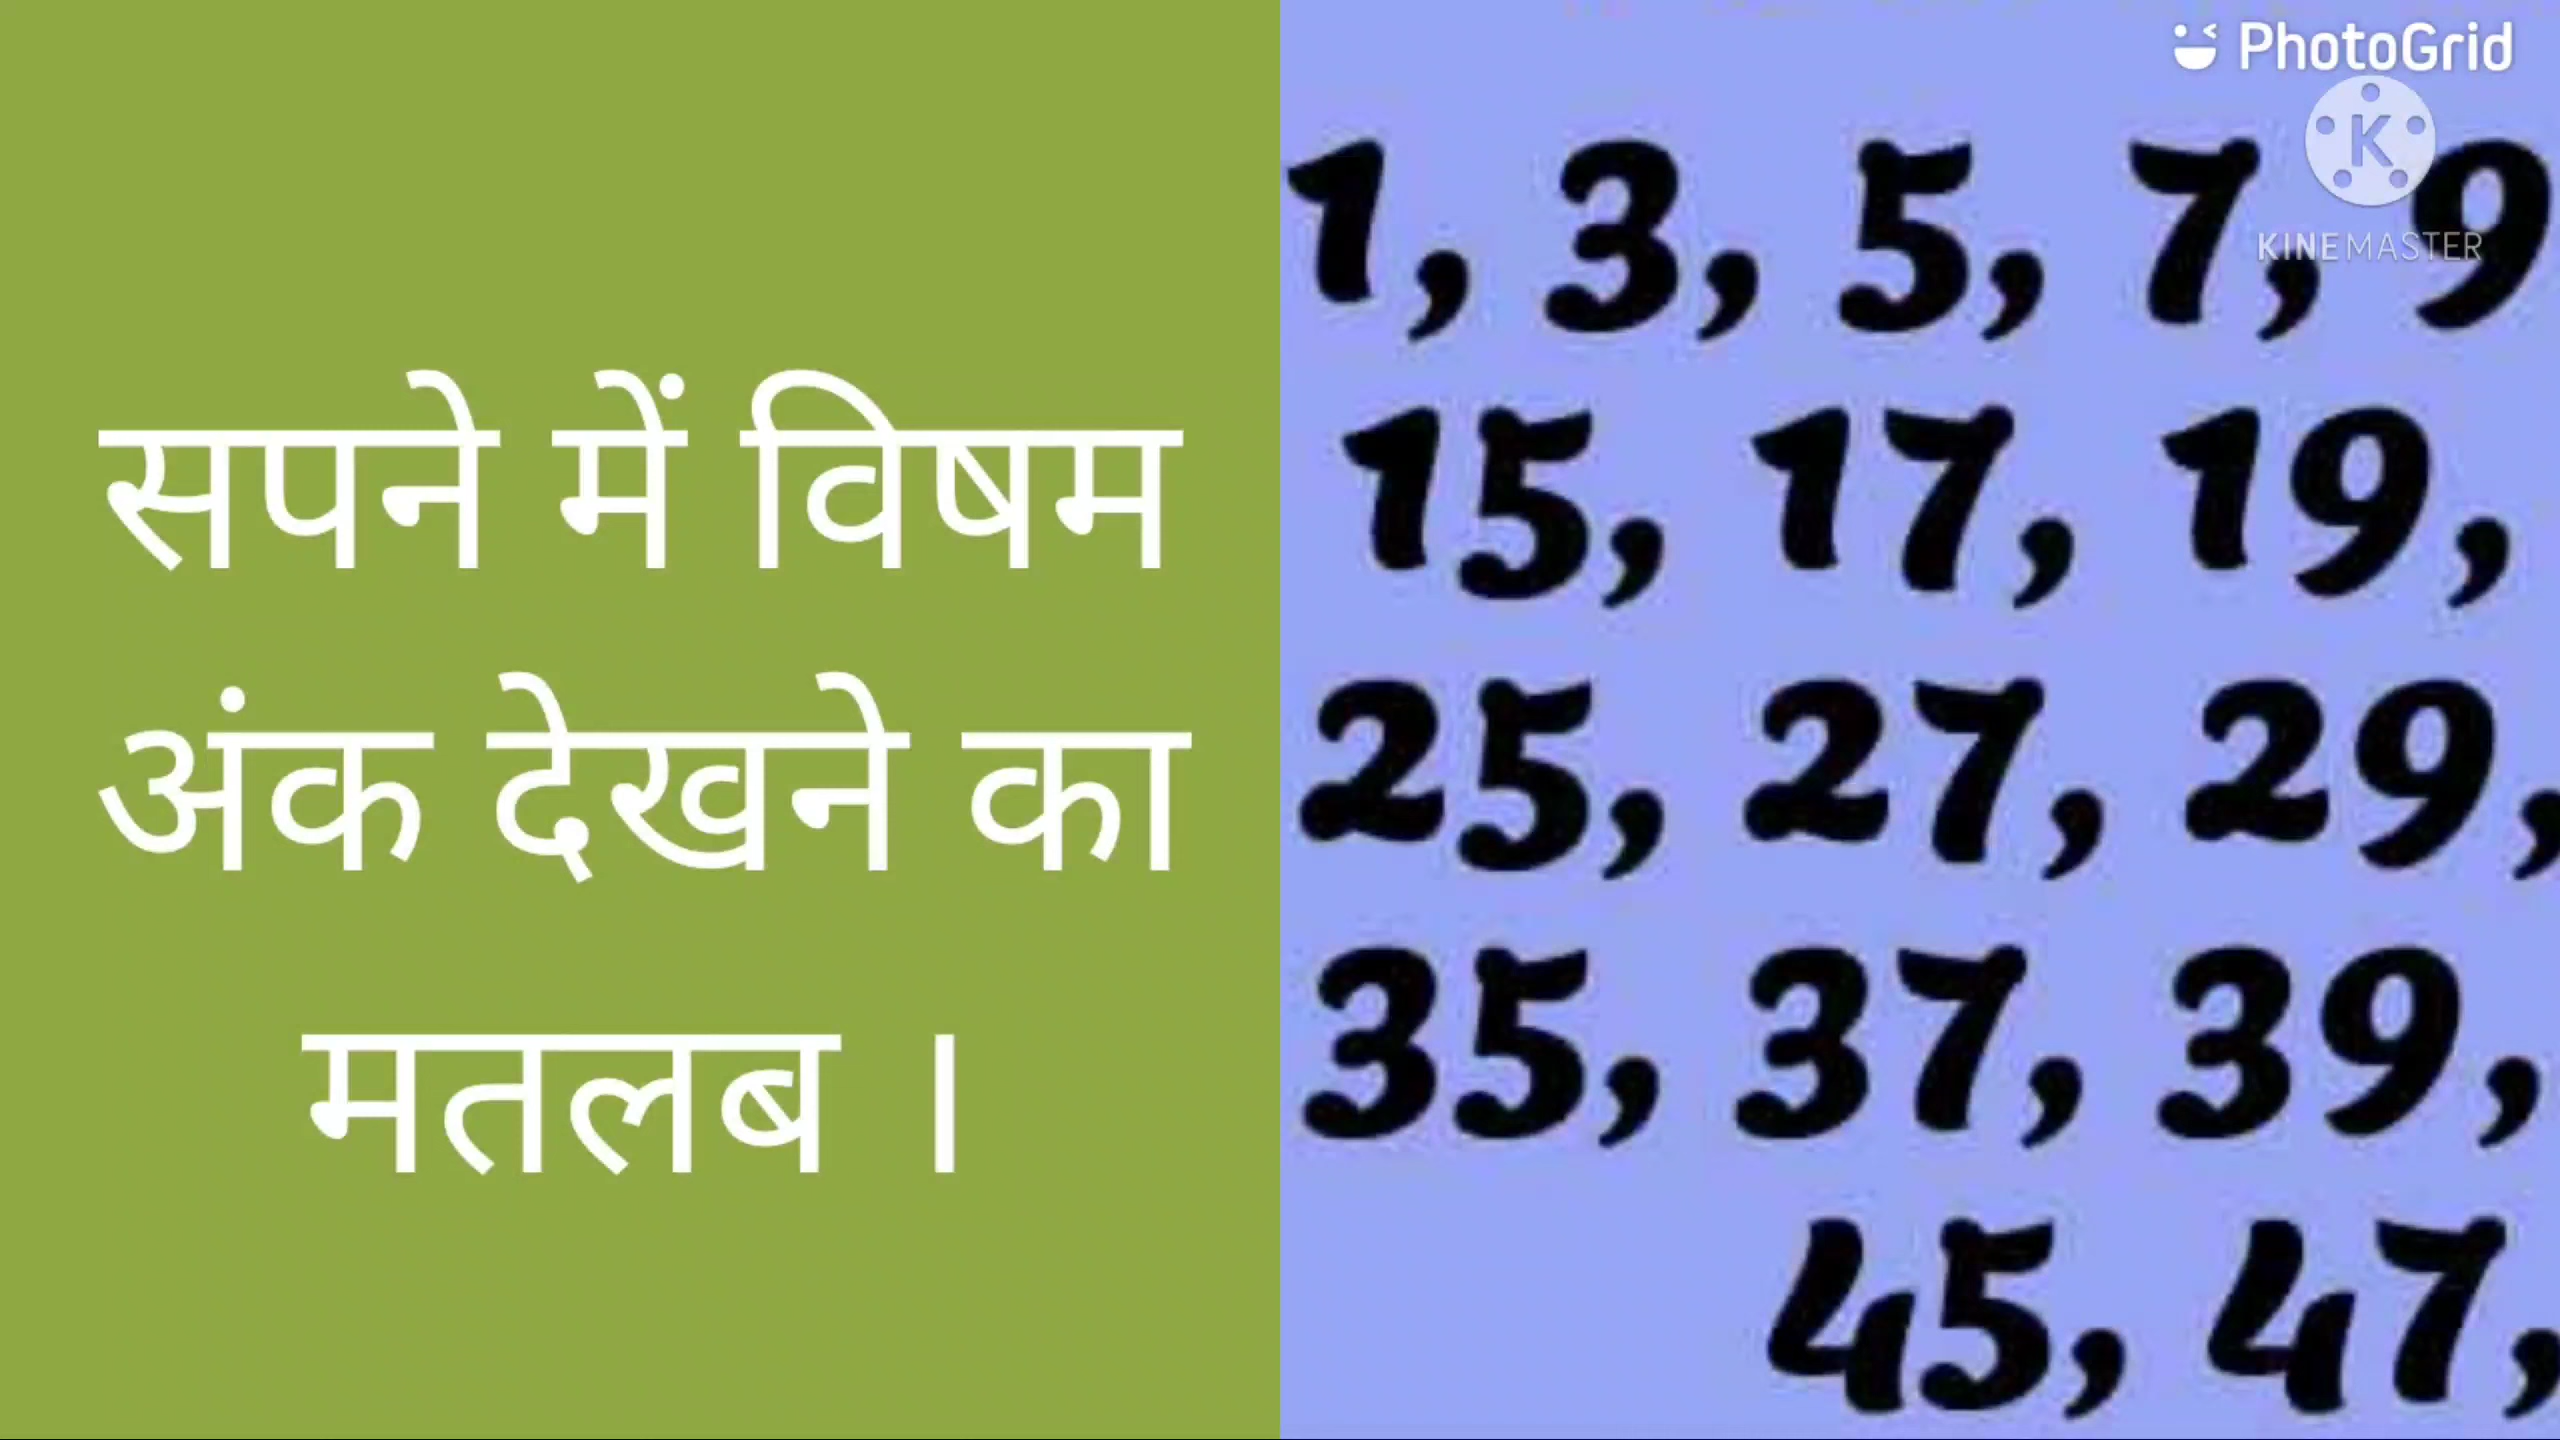 सपने में विषम
अंक देखने का
मतलब ।
PhotoGrid
K
KINEMASTER
1, 3, 5, 7, 9
15, 17, 19,
25, 27, 29,
35, 37, 39,
45, 47,